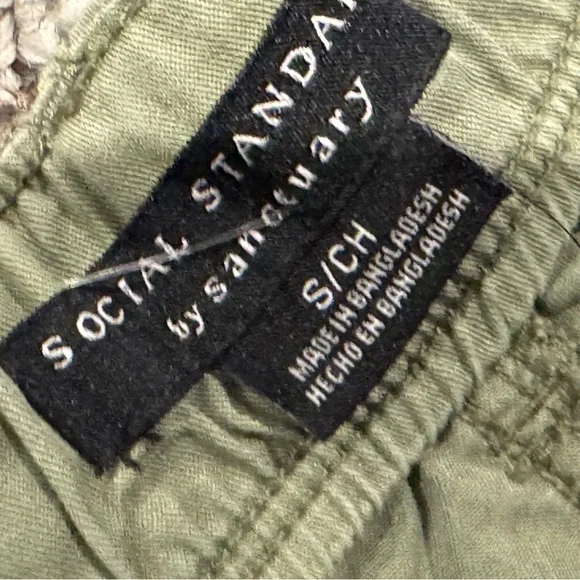 SOCIAL STANDA
by sanctuary
S/CH
MADE IN BANGLADESH
HECHO EN BANGLADESH